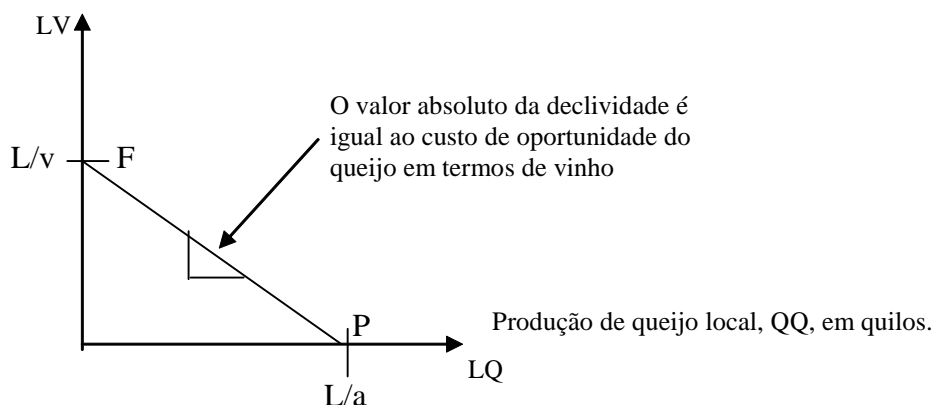 LV
O valor absoluto da declividade é
igual ao custo de oportunidade do
queijo em termos de vinho
L/v
F
P
Produção de queijo local, QQ, em quilos.
LQ
L/a